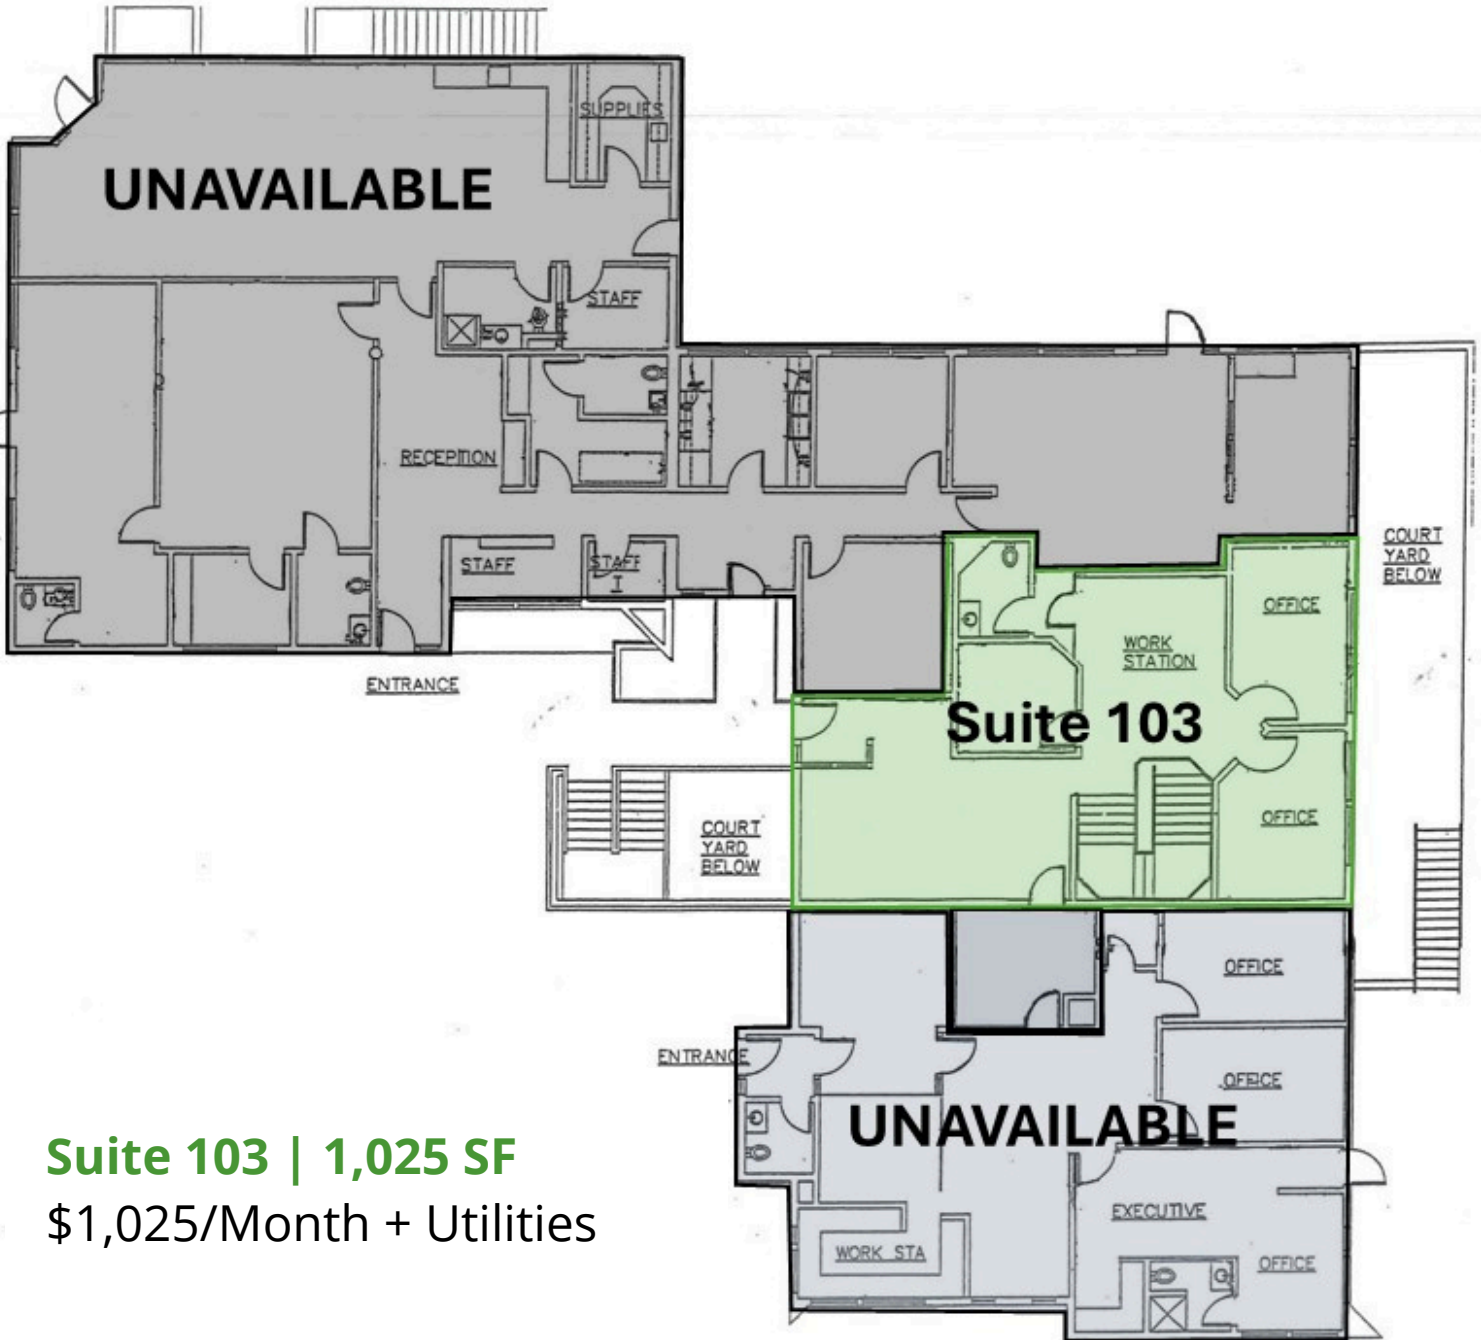 SUPPLIES
UNAVAILABLE
STAFF
RECEPTION
STAFF
STAFF
I
ENTRANCE
COURT
YARD
BELOW
OFFICE
WORK
STATION
Suite 103
OFFICE
COURT
YARD
BELOW
OFFICE
ENTRANCE
OFFICE
UNAVAILABLE
EXECUTIVE
WORK STA
OFFICE
Suite 103 | 1,025 SF
$1,025/Month + Utilities